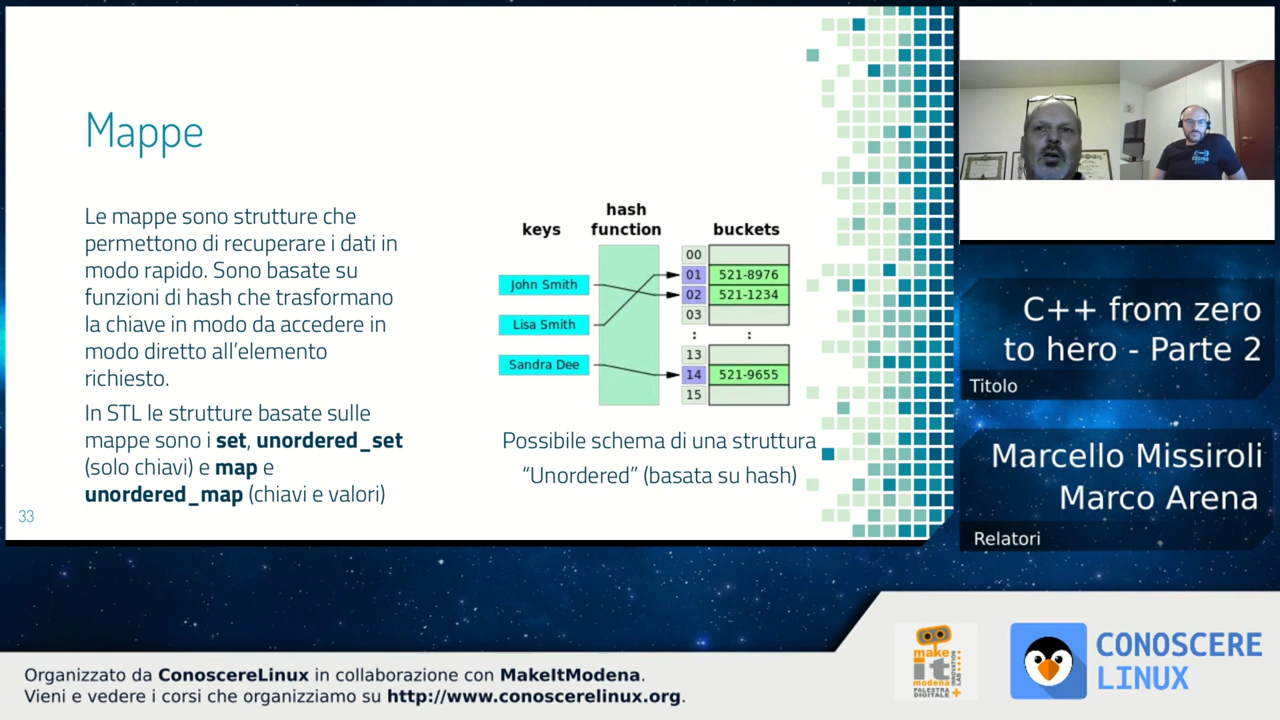 Mappe
Le mappe sono strutture che
permettono di recuperare i dati in
modo rapido. Sono basate su
funzioni di hash che trasformano
la chiave in modo da accedere in
modo diretto all'elemento
richiesto.
In STL le strutture basate sulle
mappe sono i set, unordered_set
(solo chiavi) e map e
unordered_map (chiavi e valori)
33
keys
hash
function
buckets
John Smith
Lisa Smith
Sandra Dee
00
01 521-8976
02 521-1234
03
: :
13
14 521-9655
15
Possibile schema di una struttura
“Unordered” (basata su hash)
C++ from zero
to hero - Parte 2
Titolo
Marcello Missiroli
Marco Arena
Relatori
Organizzato da ConoscereLinux in collaborazione con MakeItModena.
Vieni e vedere i corsi che organizziamo su http://www.conoscerelinux.org.
make
it
modena
PALESTRA
DIGITALE
CONOSCERE
LINUX